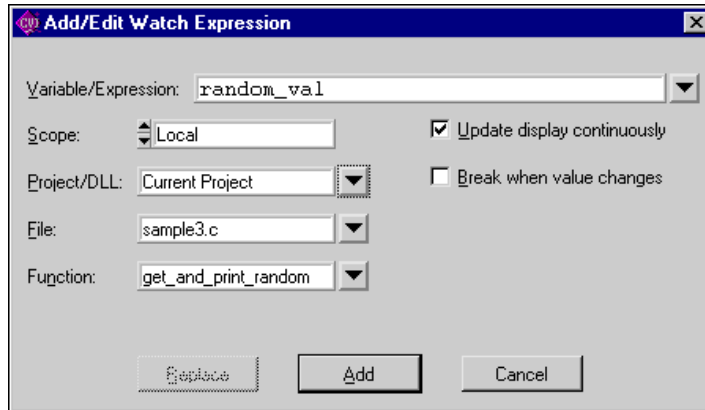 CVI Add/Edit Watch Expression
Variable/Expression: random_val
Scope: Local
Update display continuously
Project/DLL: Current Project
Break when value changes
File: sample3.c
Function: get_and_print_random
Replace Add Cancel